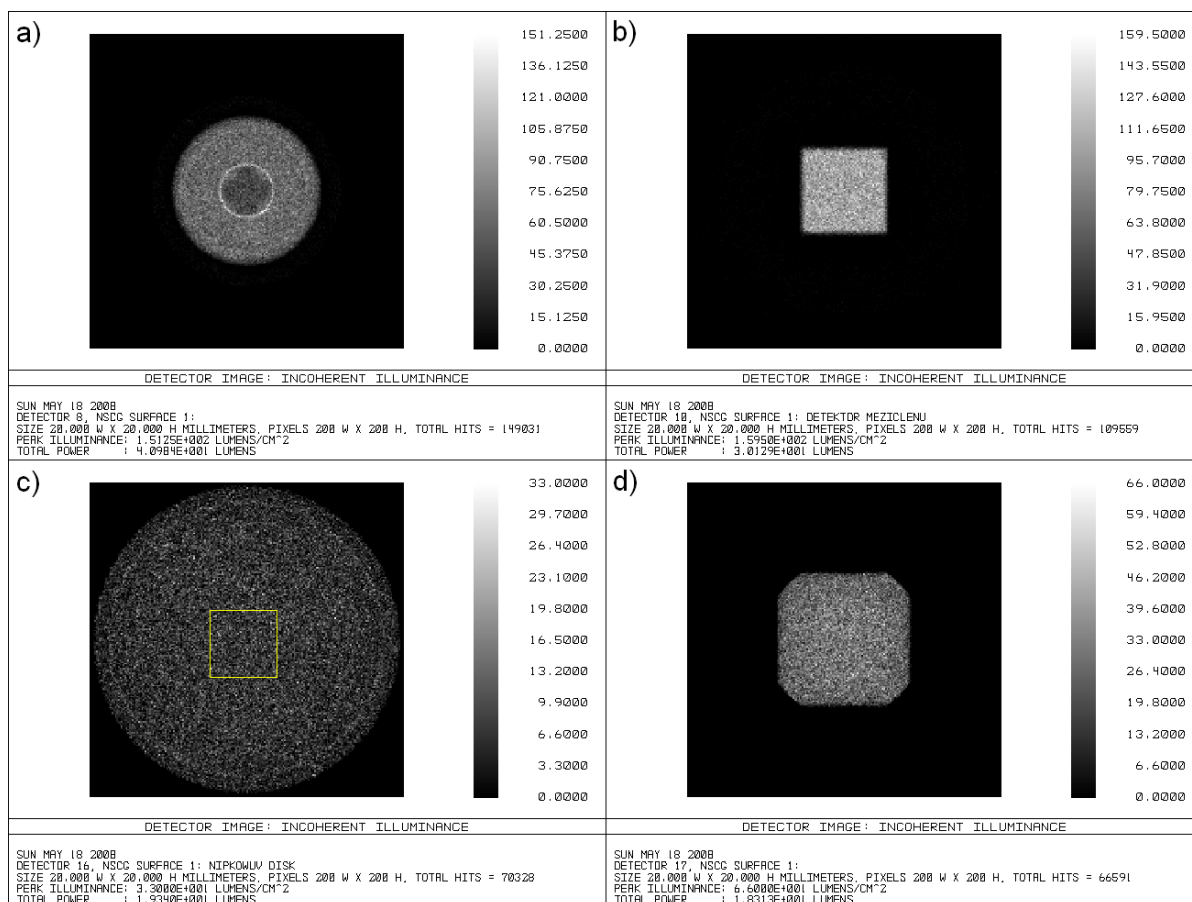 a)
151.2500
136.1250
121.0000
105.8750
90.7500
75.6250
60.5000
45.3750
30.2500
15.1250
0.0000
DETECTOR IMAGE: INCOHERENT ILLUMINANCE
SUN MAY 18 2008
DETECTOR 8, NSCG SURFACE 1:
SIZE 20.000 W X 20.000 H MILLIMETERS, PIXELS 200 W X 200 H, TOTAL HITS = 149031
PEAK ILLUMINANCE: 1.5125E+002 LUMENS/CM^2
TOTAL POWER : 4.0984E+001 LUMENS
b)
159.5000
143.5500
127.6000
111.6500
95.7000
79.7500
63.8000
47.8500
31.9000
15.9500
0.0000
DETECTOR IMAGE: INCOHERENT ILLUMINANCE
SUN MAY 18 2008
DETECTOR 10, NSCG SURFACE 1: DETEKTOR MEZICLENU
SIZE 20.000 W X 20.000 H MILLIMETERS, PIXELS 200 W X 200 H, TOTAL HITS = 109559
PEAK ILLUMINANCE: 1.5950E+002 LUMENS/CM^2
TOTAL POWER : 3.0129E+001 LUMENS
c)
33.0000
29.7000
26.4000
23.1000
19.8000
16.5000
13.2000
9.9000
6.6000
3.3000
0.0000
DETECTOR IMAGE: INCOHERENT ILLUMINANCE
SUN MAY 18 2008
DETECTOR 16, NSCG SURFACE 1: NIPKOWUV DISK
SIZE 20.000 W X 20.000 H MILLIMETERS, PIXELS 200 W X 200 H, TOTAL HITS = 70328
PEAK ILLUMINANCE: 3.3000E+001 LUMENS/CM^2
TOTAL POWER : 1.9340E+001 LUMENS
d)
66.0000
59.4000
52.8000
46.2000
39.6000
33.0000
26.4000
19.8000
13.2000
6.6000
0.0000
DETECTOR IMAGE: INCOHERENT ILLUMINANCE
SUN MAY 18 2008
DETECTOR 17, NSCG SURFACE 1:
SIZE 20.000 W X 20.000 H MILLIMETERS, PIXELS 200 W X 200 H, TOTAL HITS = 66591
PEAK ILLUMINANCE: 6.6000E+001 LUMENS/CM^2
TOTAL POWER : 1.8313E+001 LUMENS